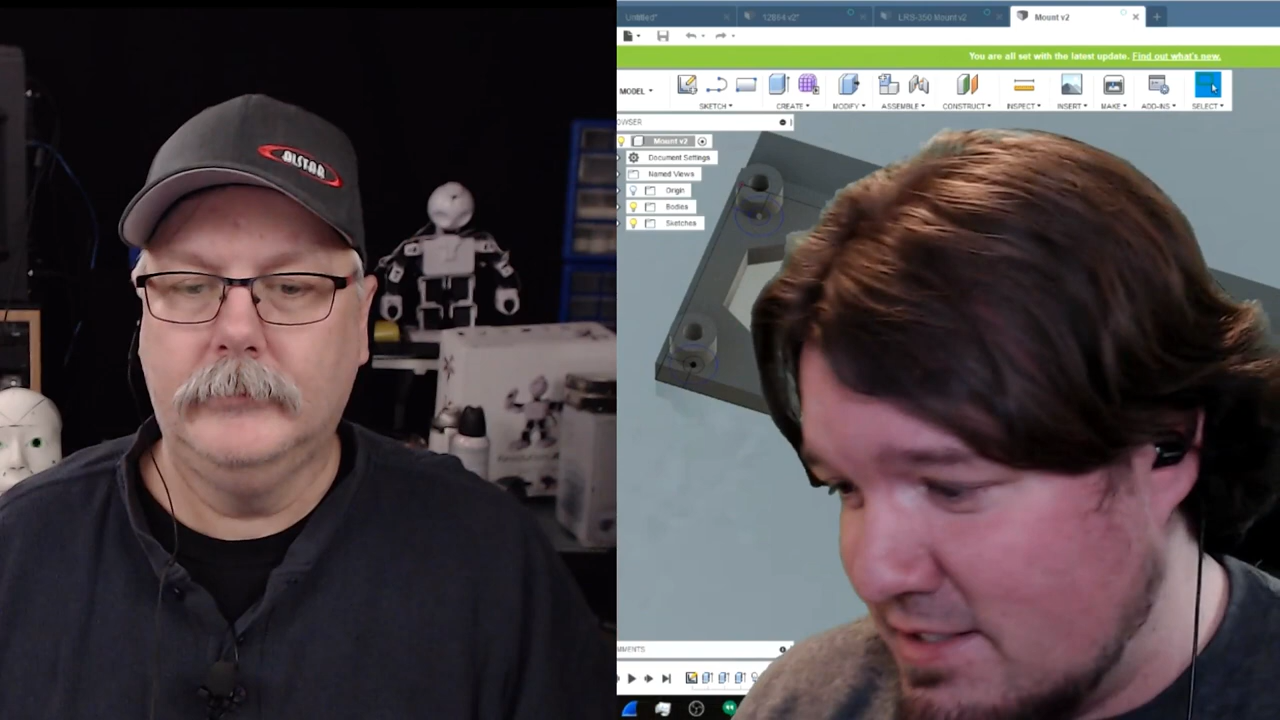 ALSTAR
Untitled*
12864 v2*
LRS-350 Mount v2
Mount v2
You are all set with the latest update. Find out what's new.
MODEL
SKETCH
CREATE
MODIFY
ASSEMBLE
CONSTRUCT
INSPECT
INSERT
MAKE
ADD-INS
SELECT
OWSER
Mount v2
Document Settings
Named Views
Origin
Bodies
Sketches
MMENTS